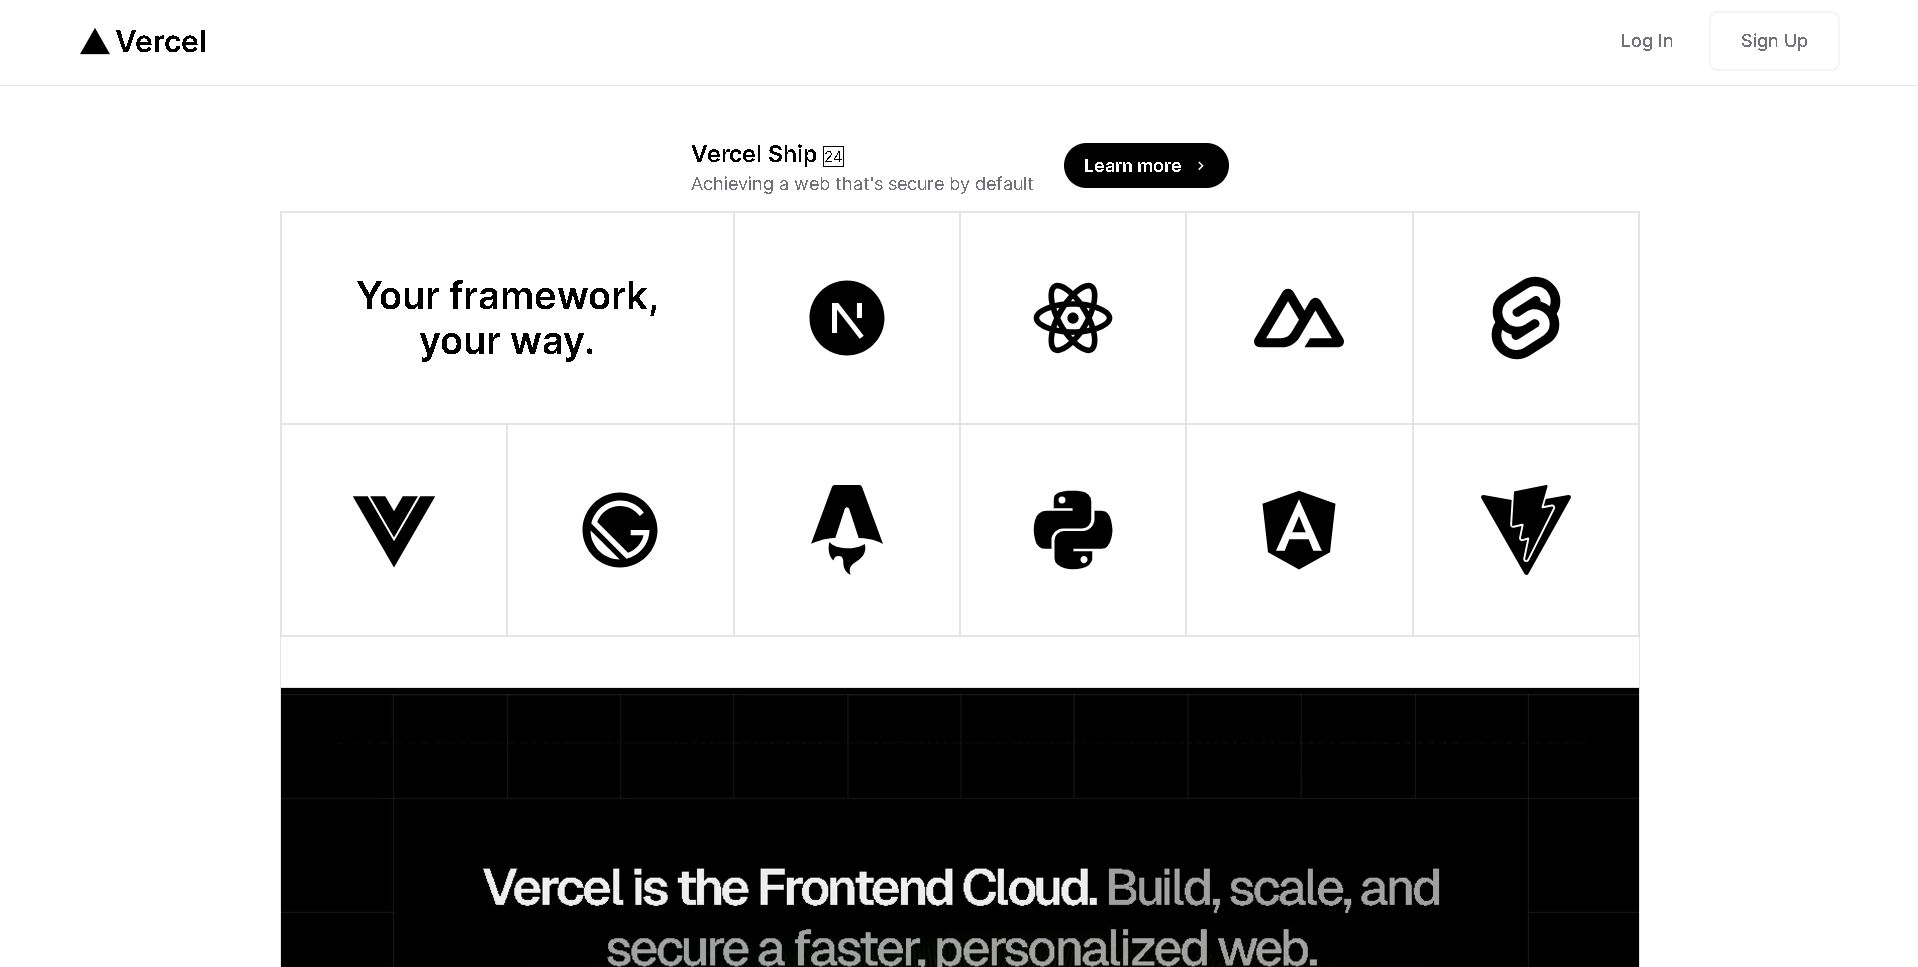 Vercel
Log In
Sign Up
Vercel Ship 24
Achieving a web that's secure by default
Learn more
Your framework,
your way.
Vercel is the Frontend Cloud. Build, scale, and
secure a faster, personalized web.